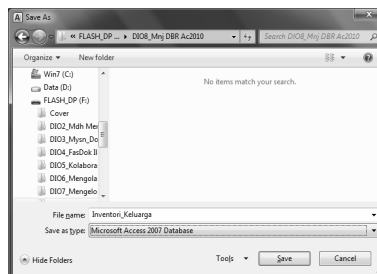 A Save As
« FLASH_DP ... ▸ DIO8_Mnj DBR Ac2010
Search DIO8_Mnj DBR Ac2010
Organize ▾ New folder
Win7 (C:)
Data (D:)
FLASH_DP (F:)
Cover
DIO2_Mdh Mer
DIO3_Mysn_Do
DIO4_FasDok Il
DIO5_Kolabora
DIO6_Mengola
DIO7_Mengelo
No items match your search.
File name: Inventori_Keluarga
Save as type: Microsoft Access 2007 Database
Hide Folders
Tools ▾ Save Cancel